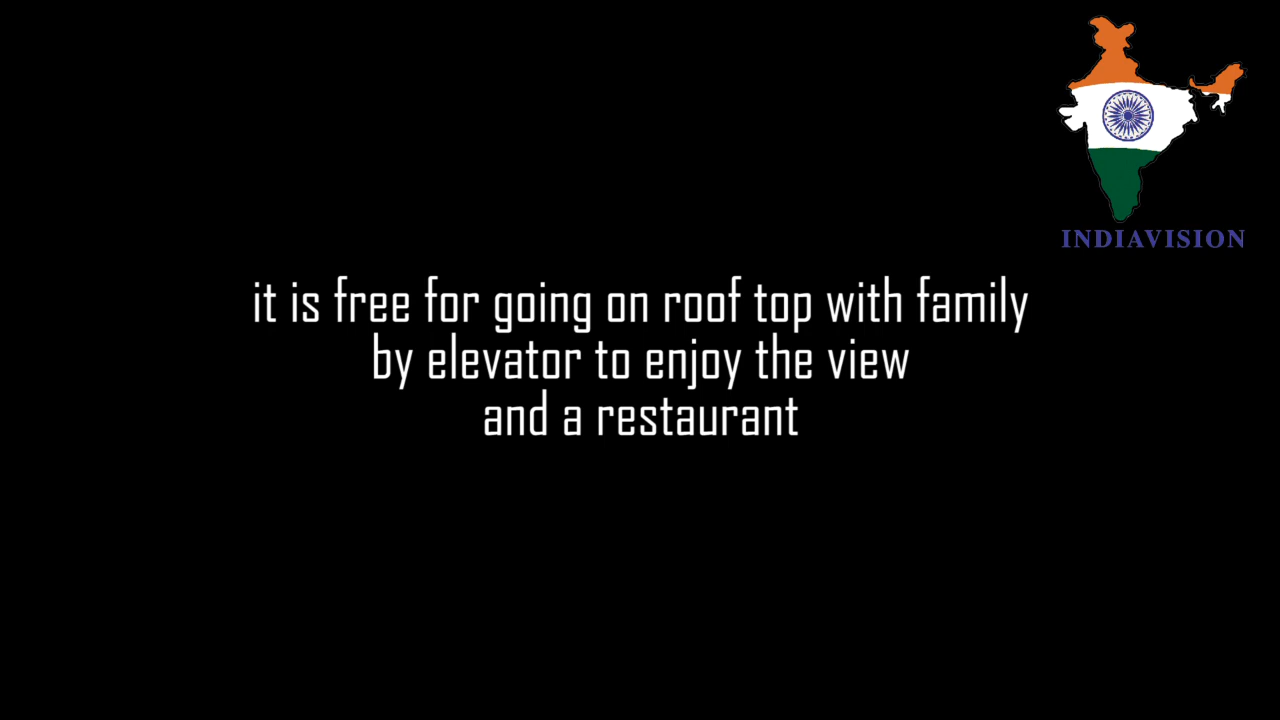 INDIAVISION
it is free for going on roof top with family
by elevator to enjoy the view
and a restaurant